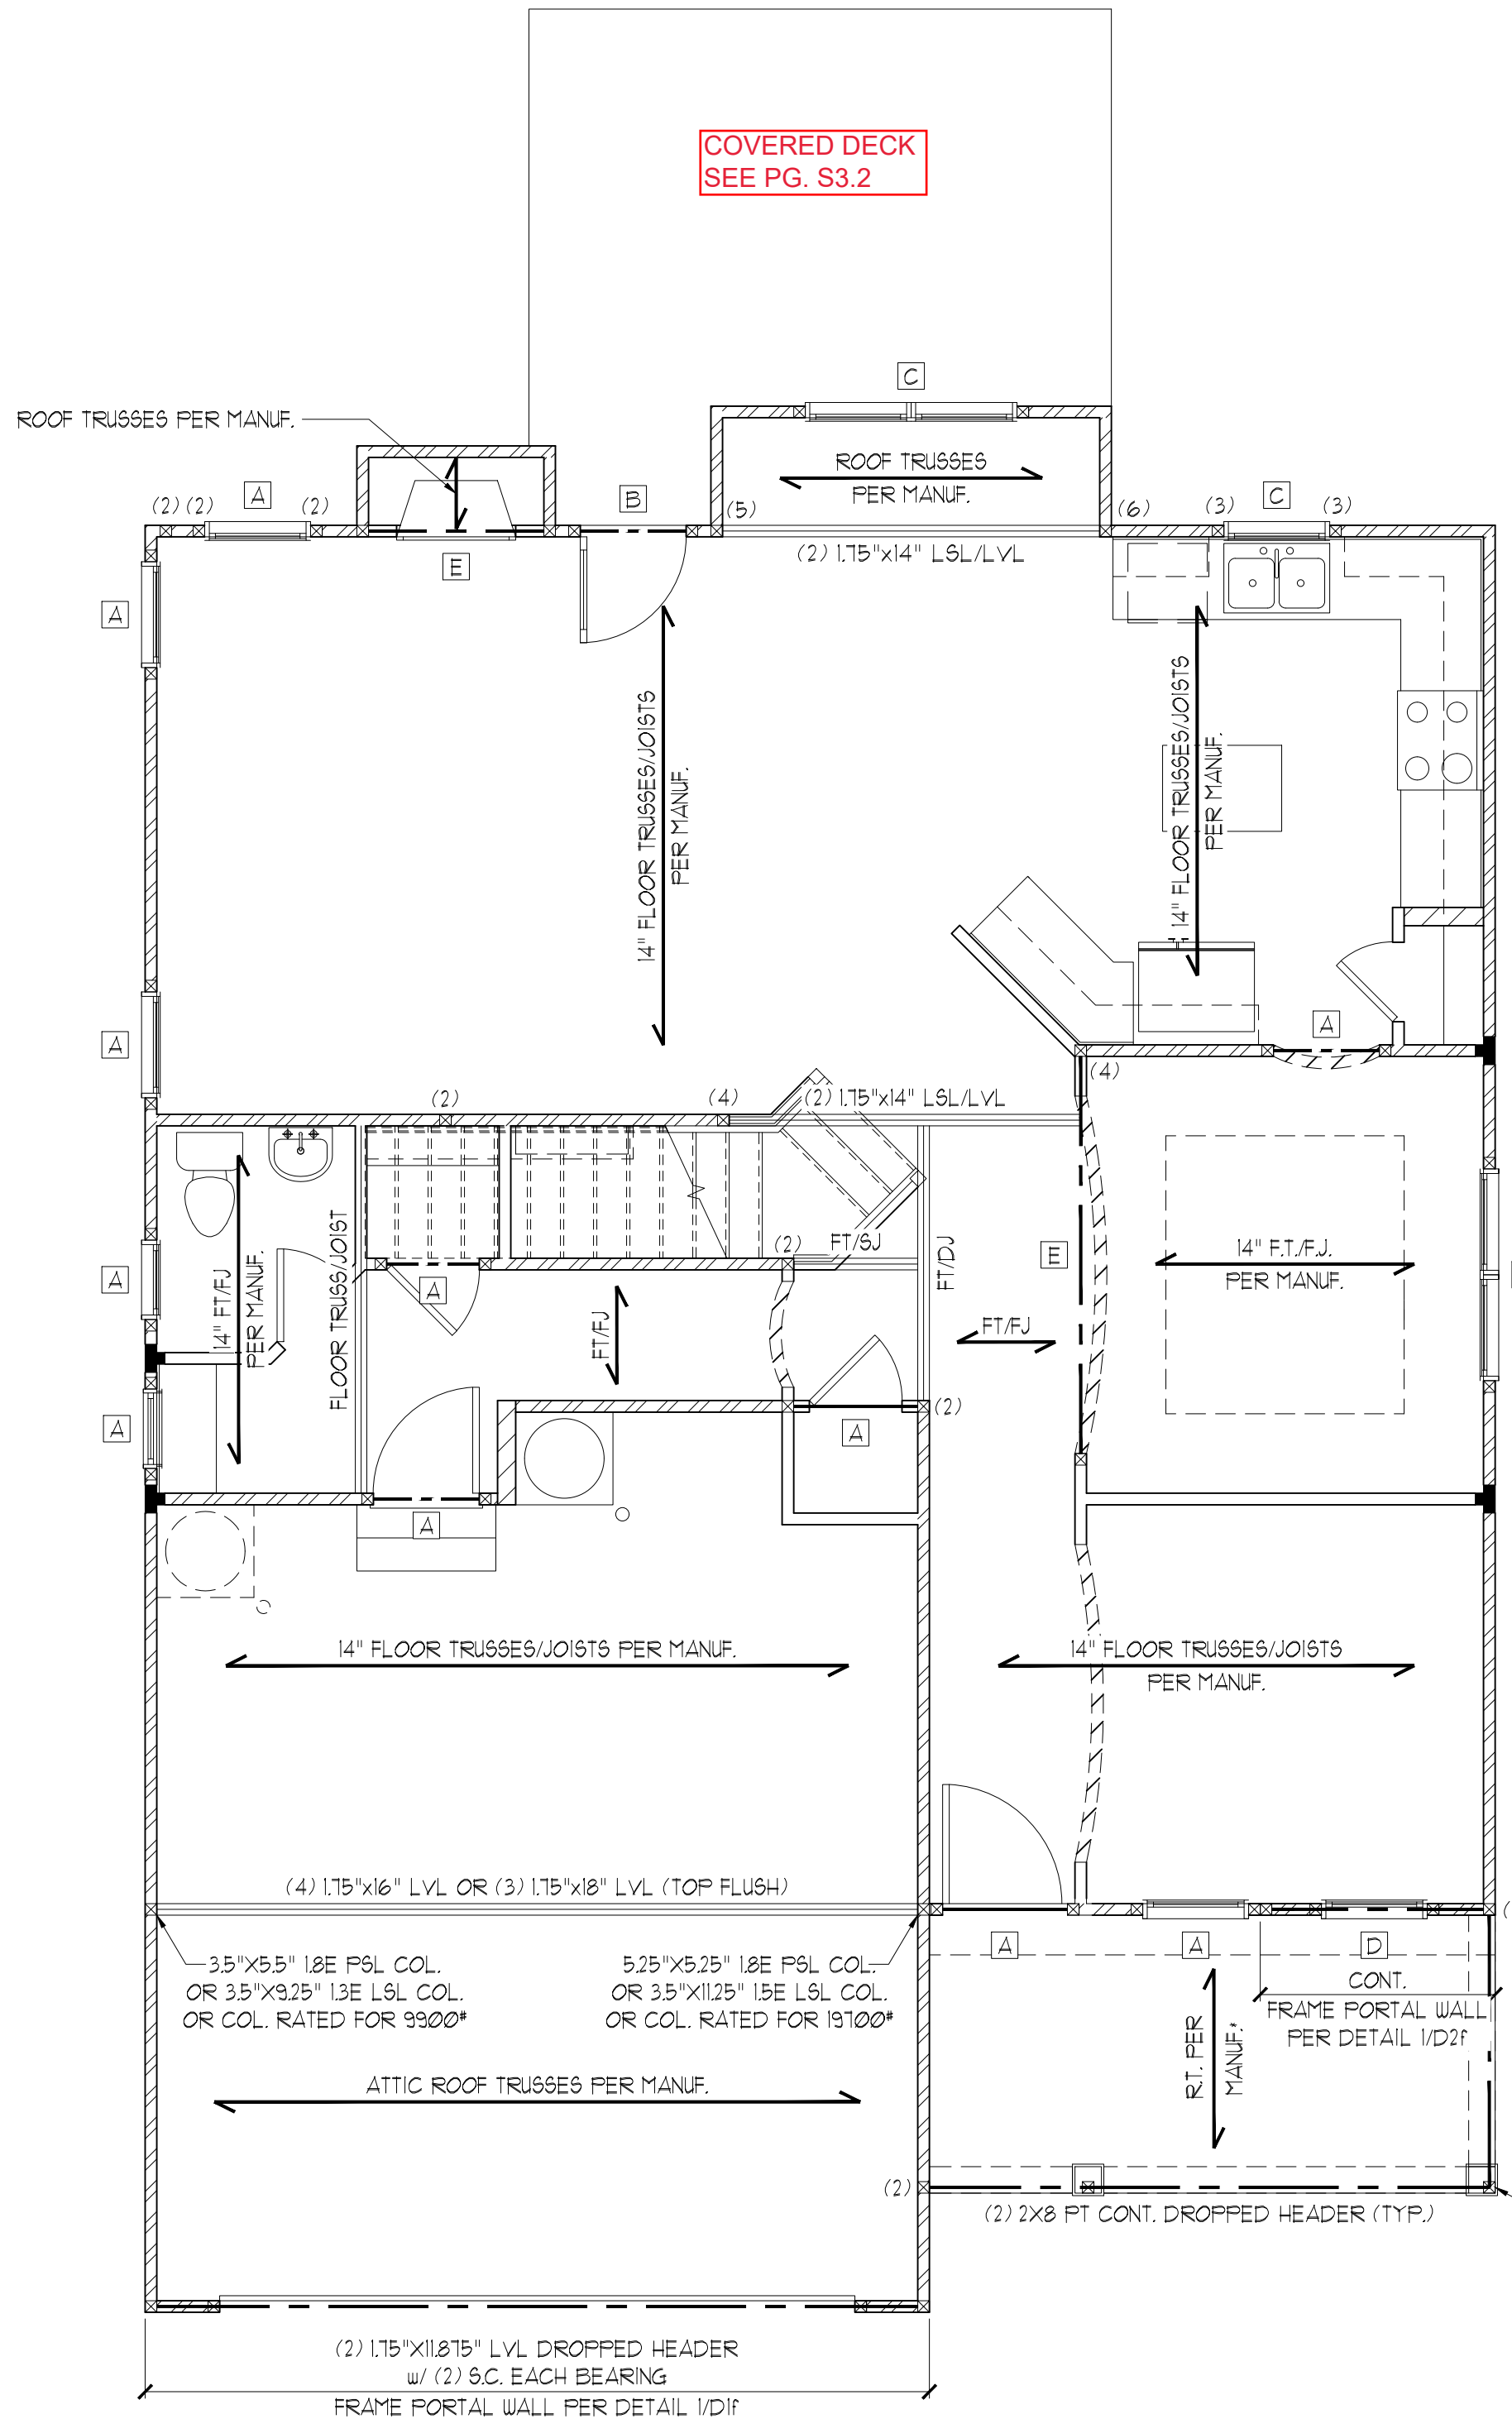 COVERED DECK
SEE PG. S3.2
C
ROOF TRUSSES PER MANUF.
ROOF TRUSSES
PER MANUF.
(2) (2)
A
(2)
B
(5)
(6)
(3)
C
(3)
(2) 1.75"x14" LSL/LVL
E
A
14" FLOOR TRUSSES/JOISTS
PER MANUF.
14" FLOOR TRUSSES/JOISTS
PER MANUF.
A
A
(4)
(2)
(4)
(2) 1.75"x14" LSL/LVL
14" FT/FJ
PER MANUF.
FLOOR TRUSS/JOIST
A
A
(2)
FT/SJ
FT/DJ
E
14" F.T./F.J.
PER MANUF.
FT/FJ
FT/FJ
A
A
(2)
A
14" FLOOR TRUSSES/JOISTS PER MANUF.
14" FLOOR TRUSSES/JOISTS
PER MANUF.
(4) 1.75"x16" LVL OR (3) 1.75"x18" LVL (TOP FLUSH)
3.5"X5.5" 1.8E PSL COL.
OR 3.5"X9.25" 1.3E LSL COL.
OR COL. RATED FOR 9900#
5.25"X5.25" 1.8E PSL COL.
OR 3.5"X11.25" 1.5E LSL COL.
OR COL. RATED FOR 19700#
A
A
D
CONT.
FRAME PORTAL WALL
PER DETAIL 1/D2f
R.T. PER
MANUF.*
ATTIC ROOF TRUSSES PER MANUF.
(2)
(2) 2X8 PT CONT. DROPPED HEADER (TYP.)
(2) 1.75"X11.875" LVL DROPPED HEADER
w/ (2) S.C. EACH BEARING
FRAME PORTAL WALL PER DETAIL 1/D1f